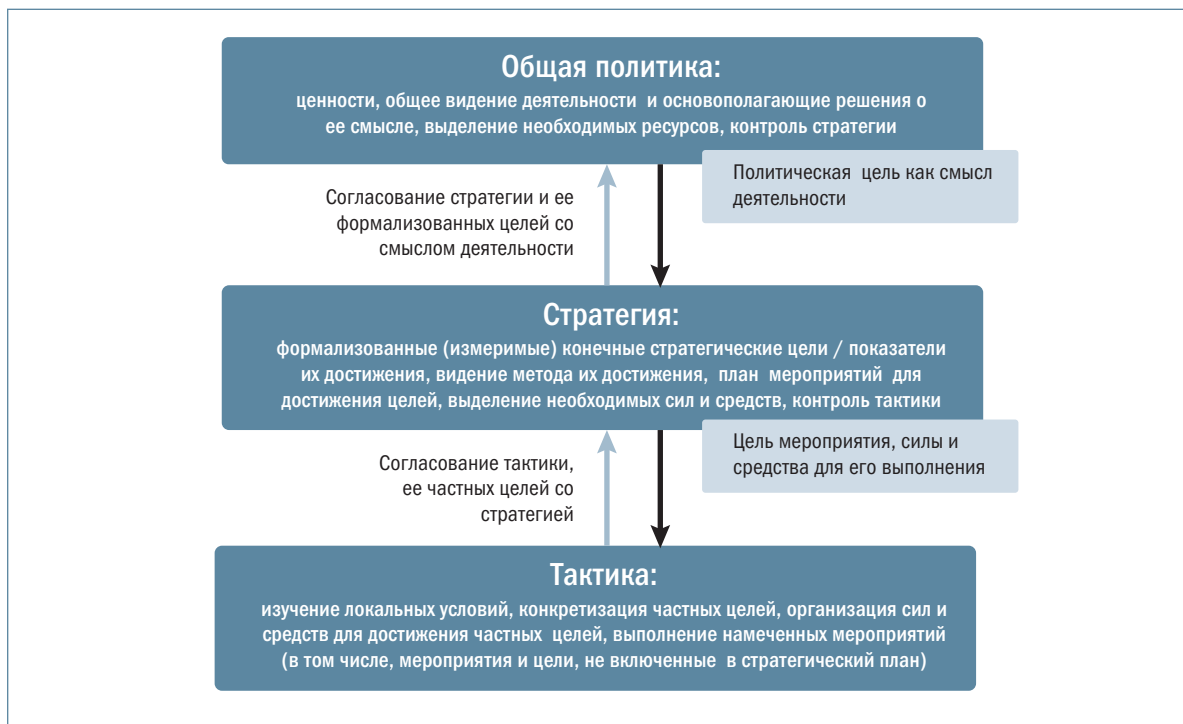 Общая политика:
ценности, общее видение деятельности и основополагающие решения о
ее смысле, выделение необходимых ресурсов, контроль стратегии
Политическая цель как смысл
деятельности
Согласование стратегии и ее
формализованных целей со
смыслом деятельности
Стратегия:
формализованные (измеримые) конечные стратегические цели / показатели
их достижения, видение метода их достижения, план мероприятий для
достижения целей, выделение необходимых сил и средств, контроль тактики
Цель мероприятия, силы и
средства для его выполнения
Согласование тактики,
ее частных целей со
стратегией
Тактика:
изучение локальных условий, конкретизация частных целей, организация сил и
средств для достижения частных целей, выполнение намеченных мероприятий
(в том числе, мероприятия и цели, не включенные в стратегический план)